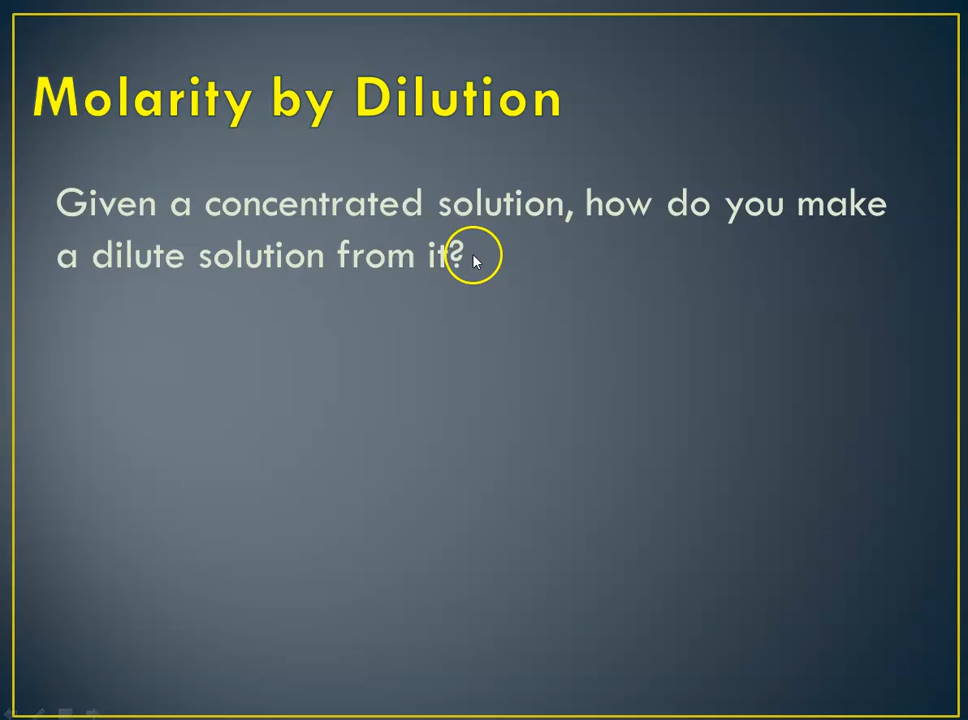 Molarity by Dilution
Given a concentrated solution, how do you make
a dilute solution from it?